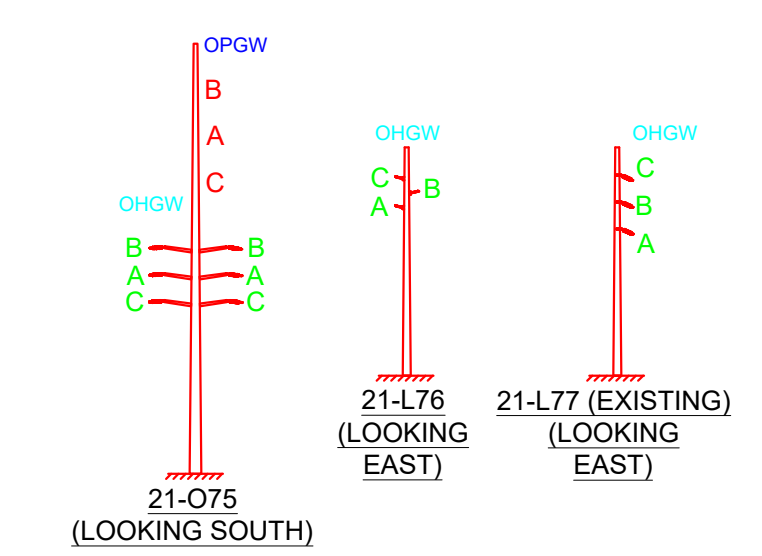 OPGW
B
A
C
OHGW
B B
A A
C C
21-O75
(LOOKING SOUTH)
OHGW
C
B
A
21-L76
(LOOKING
EAST)
OHGW
C
B
A
21-L77 (EXISTING)
(LOOKING
EAST)